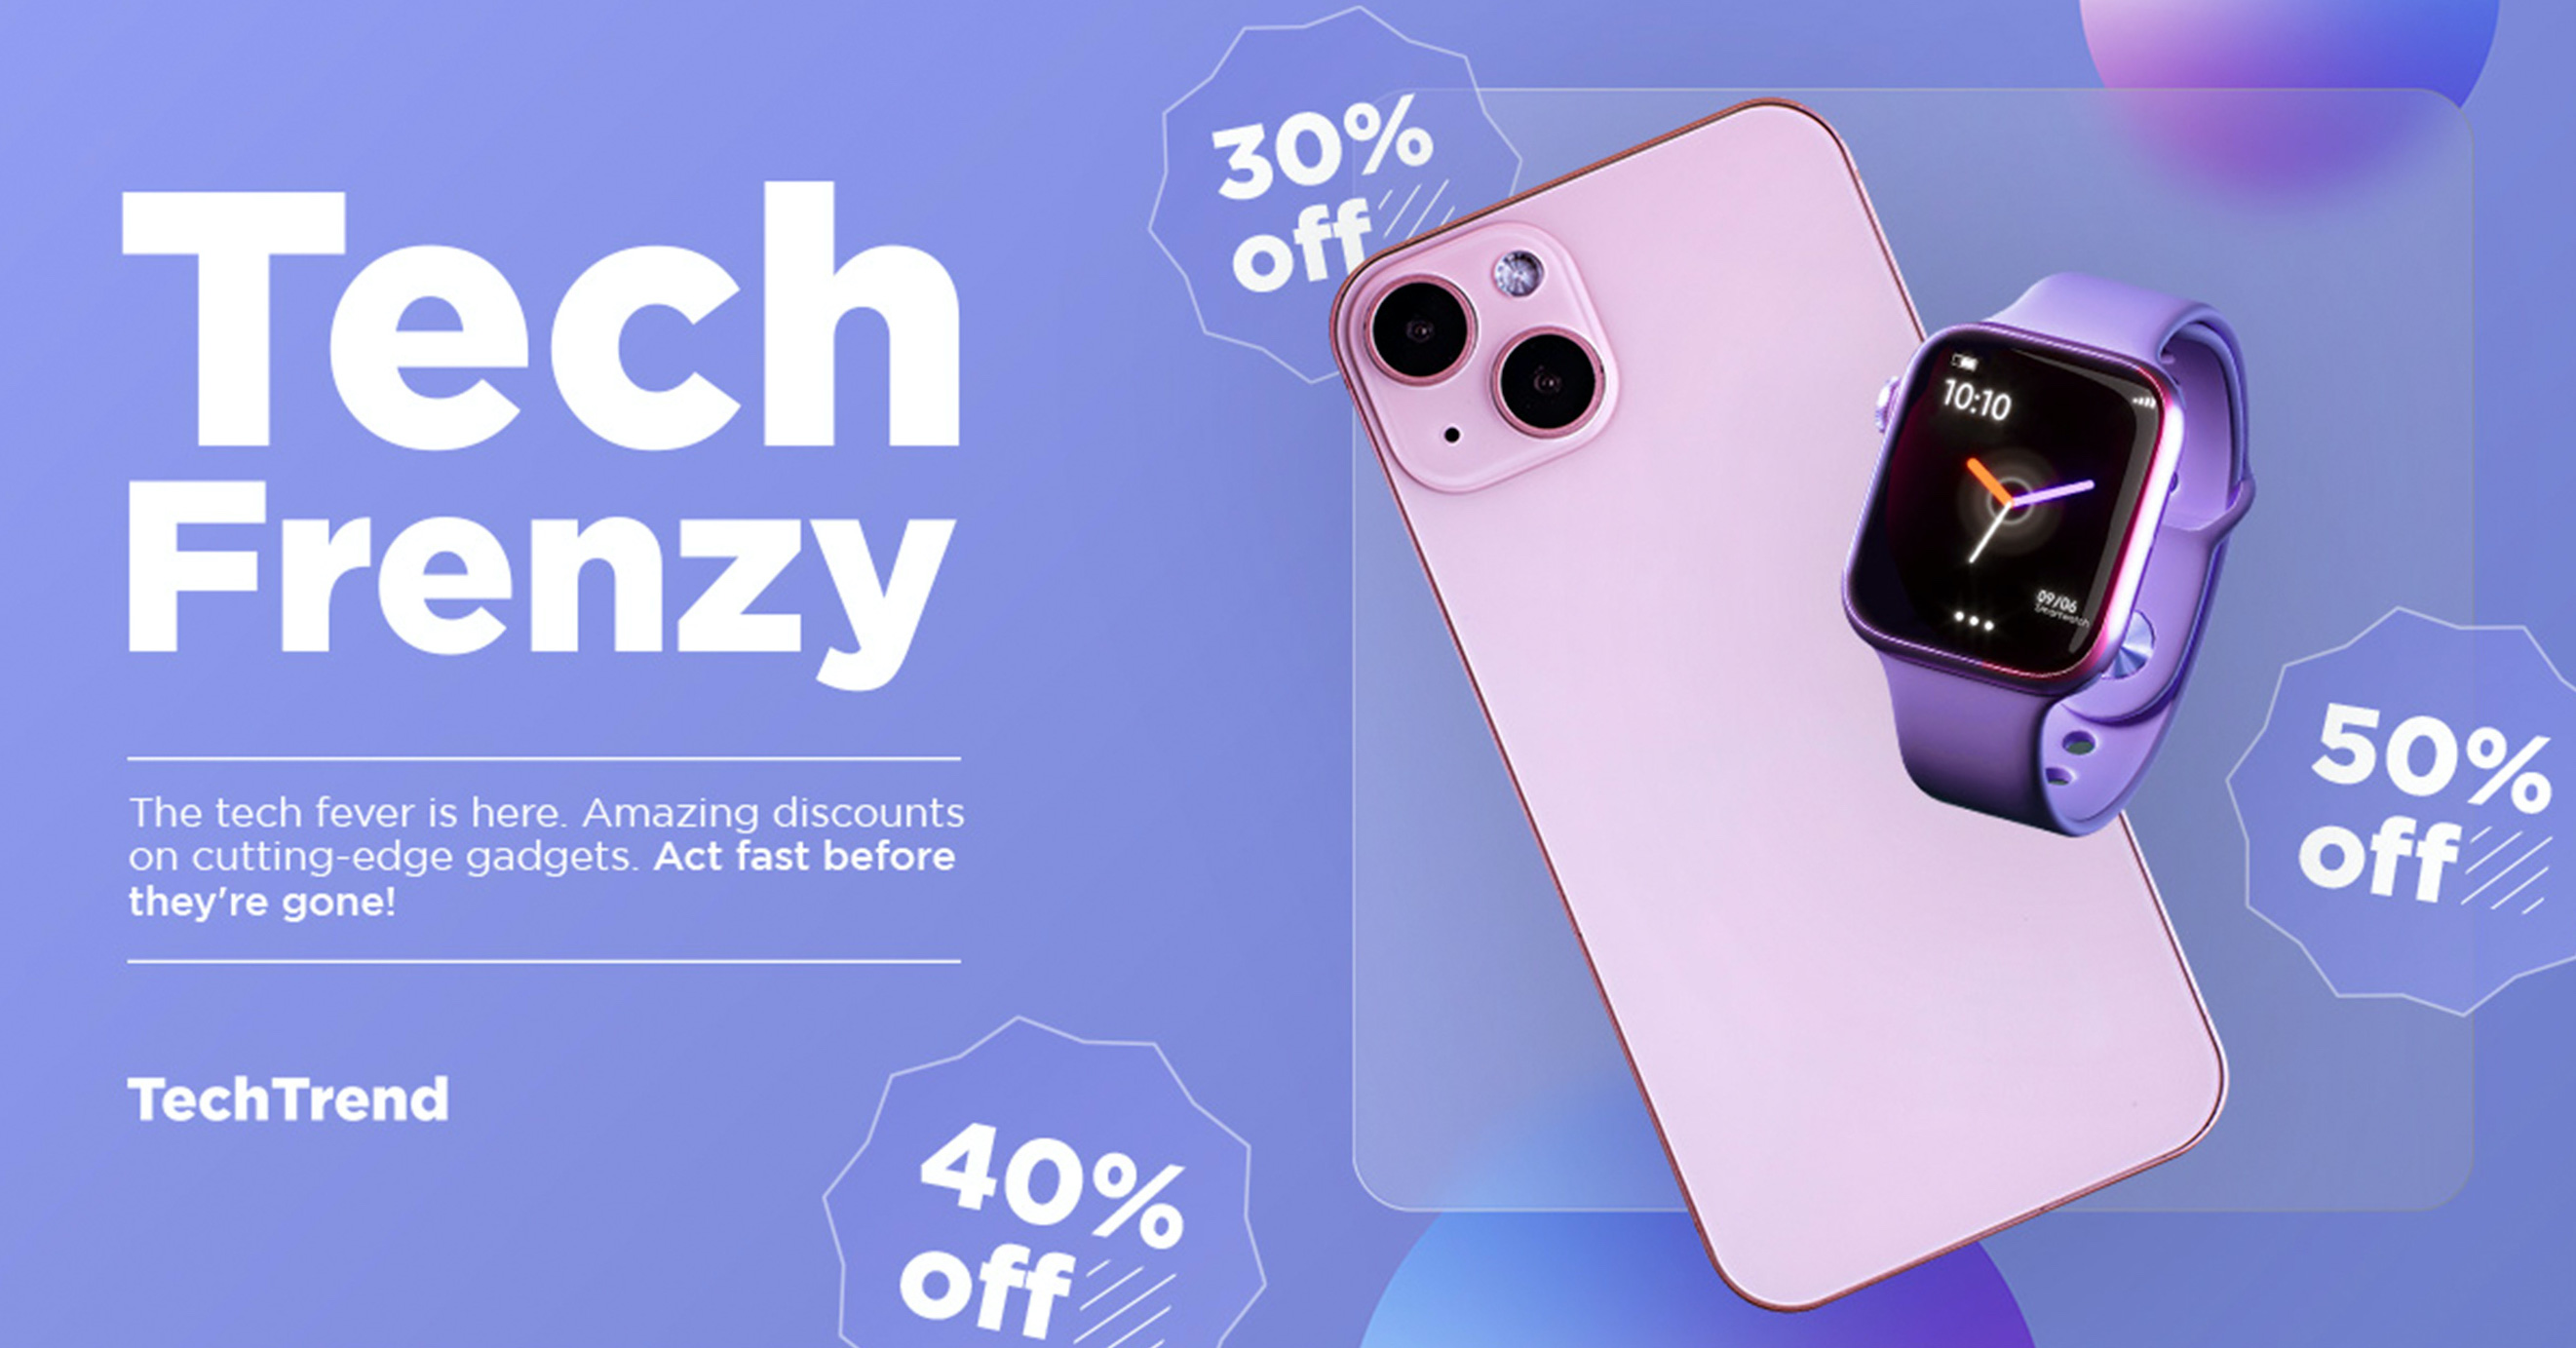 Tech
Frenzy
The tech fever is here. Amazing discounts
on cutting-edge gadgets. Act fast before
they're gone!
TechTrend
30%
off
40%
off
50%
off
10:10
09/06
Smartwatch